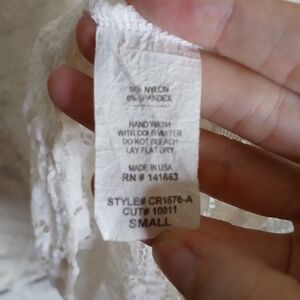 NYLON
6% SPANDEX
HAND WASH
WITH COLD WATER
DO NOT BLEACH
LAY FLAT DRY
MADE IN USA
RN # 141663
STYLE# CR1676-A
CUT# 10011
SMALL